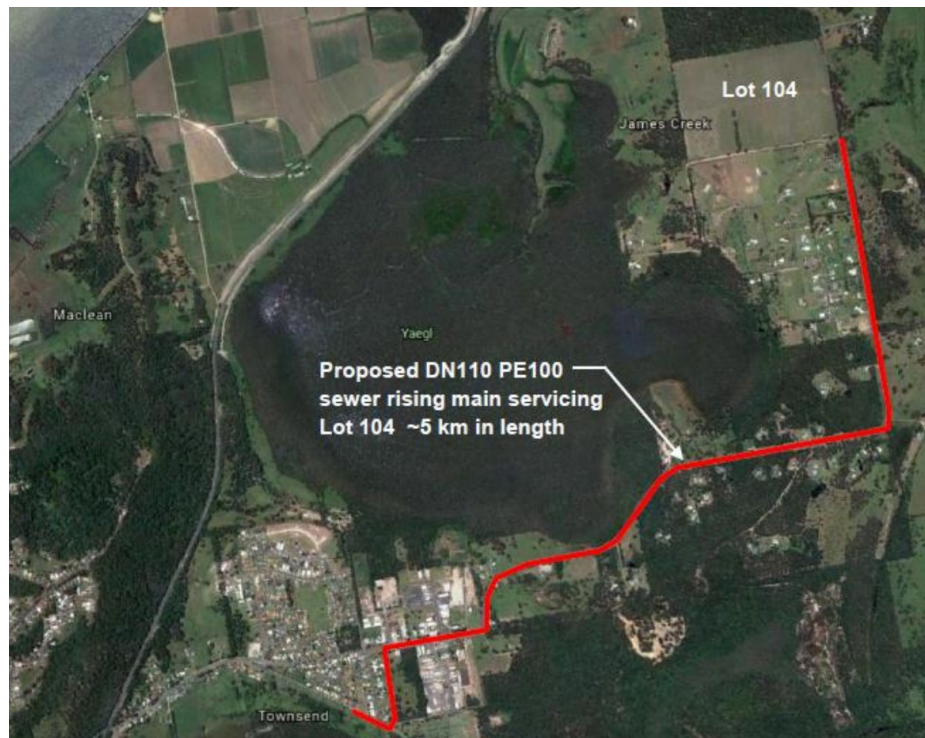 Lot 104
James Creek
Maclean
Yaegl
Proposed DN110 PE100
sewer rising main servicing
Lot 104 ~5 km in length
Townsend